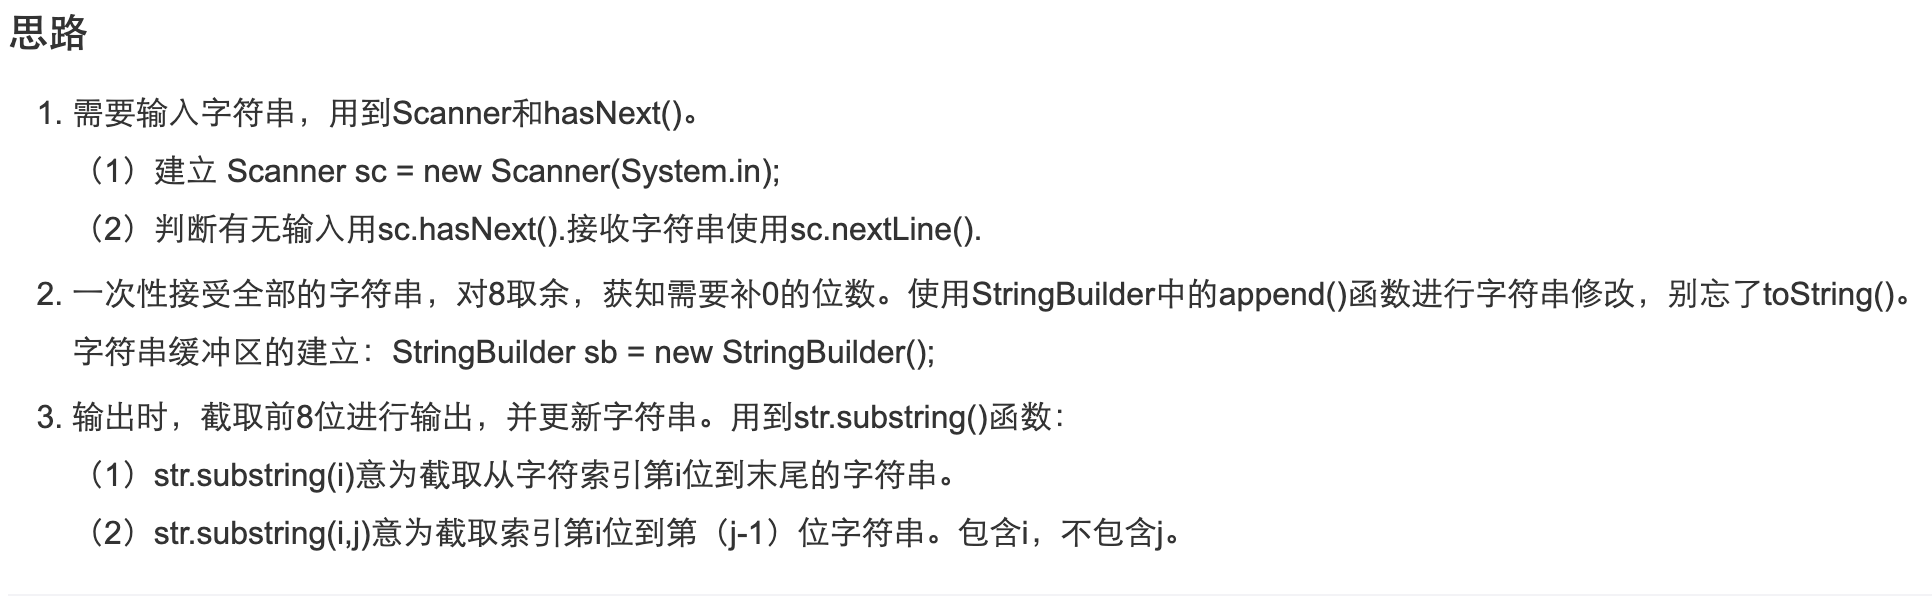 思路
1. 需要输入字符串，用到Scanner和hasNext()。
（1）建立 Scanner sc = new Scanner(System.in);
（2）判断有无输入用sc.hasNext().接收字符串使用sc.nextLine().
2. 一次性接受全部的字符串，对8取余，获知需要补0的位数。使用StringBuilder中的append()函数进行字符串修改，别忘了toString()。
字符串缓冲区的建立：StringBuilder sb = new StringBuilder();
3. 输出时，截取前8位进行输出，并更新字符串。用到str.substring()函数：
（1）str.substring(i)意为截取从字符索引第i位到末尾的字符串。
（2）str.substring(i,j)意为截取索引第i位到第（j-1）位字符串。包含i，不包含j。